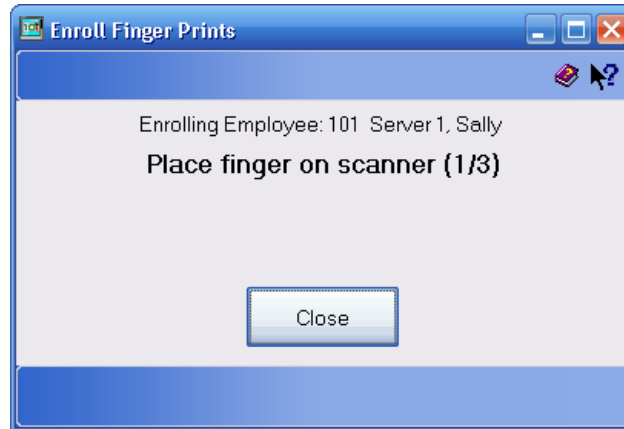 Enroll Finger Prints
Enrolling Employee: 101 Server 1, Sally
Place finger on scanner (1/3)
Close